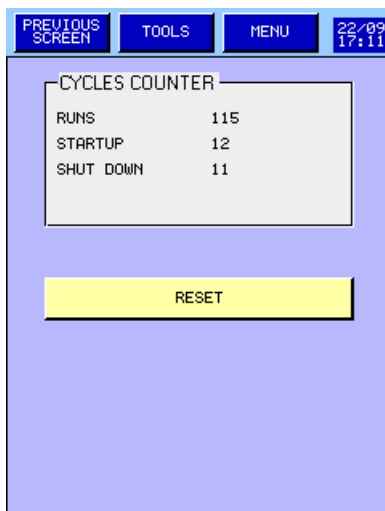 PREVIOUS
SCREEN
TOOLS
MENU
22/09
17:11
CYCLES COUNTER
RUNS 115
STARTUP 12
SHUT DOWN 11
RESET